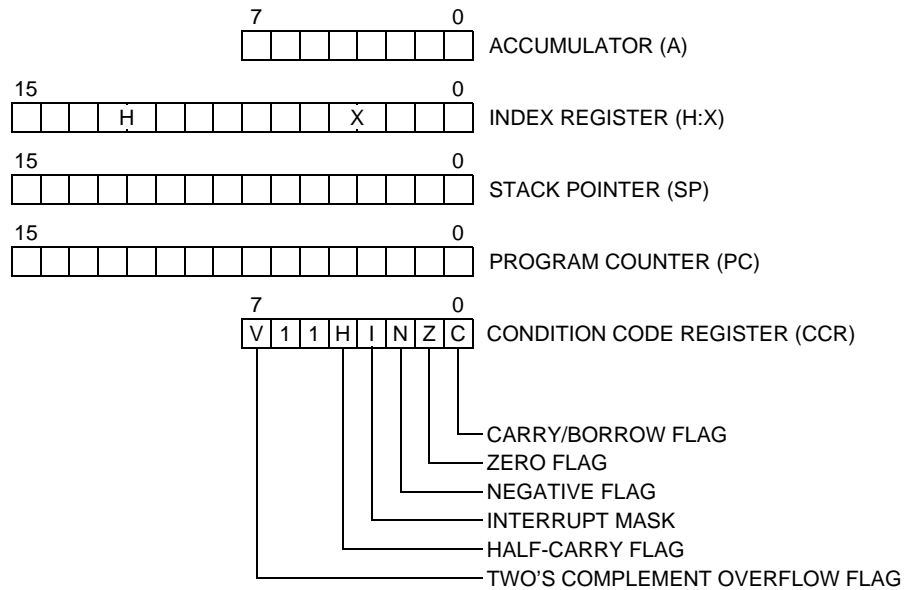 7 0
ACCUMULATOR (A)
15 0
H X INDEX REGISTER (H:X)
15 0
STACK POINTER (SP)
15 0
PROGRAM COUNTER (PC)
7 0
V 1 1 H I N Z C CONDITION CODE REGISTER (CCR)
CARRY/BORROW FLAG
ZERO FLAG
NEGATIVE FLAG
INTERRUPT MASK
HALF-CARRY FLAG
TWO'S COMPLEMENT OVERFLOW FLAG